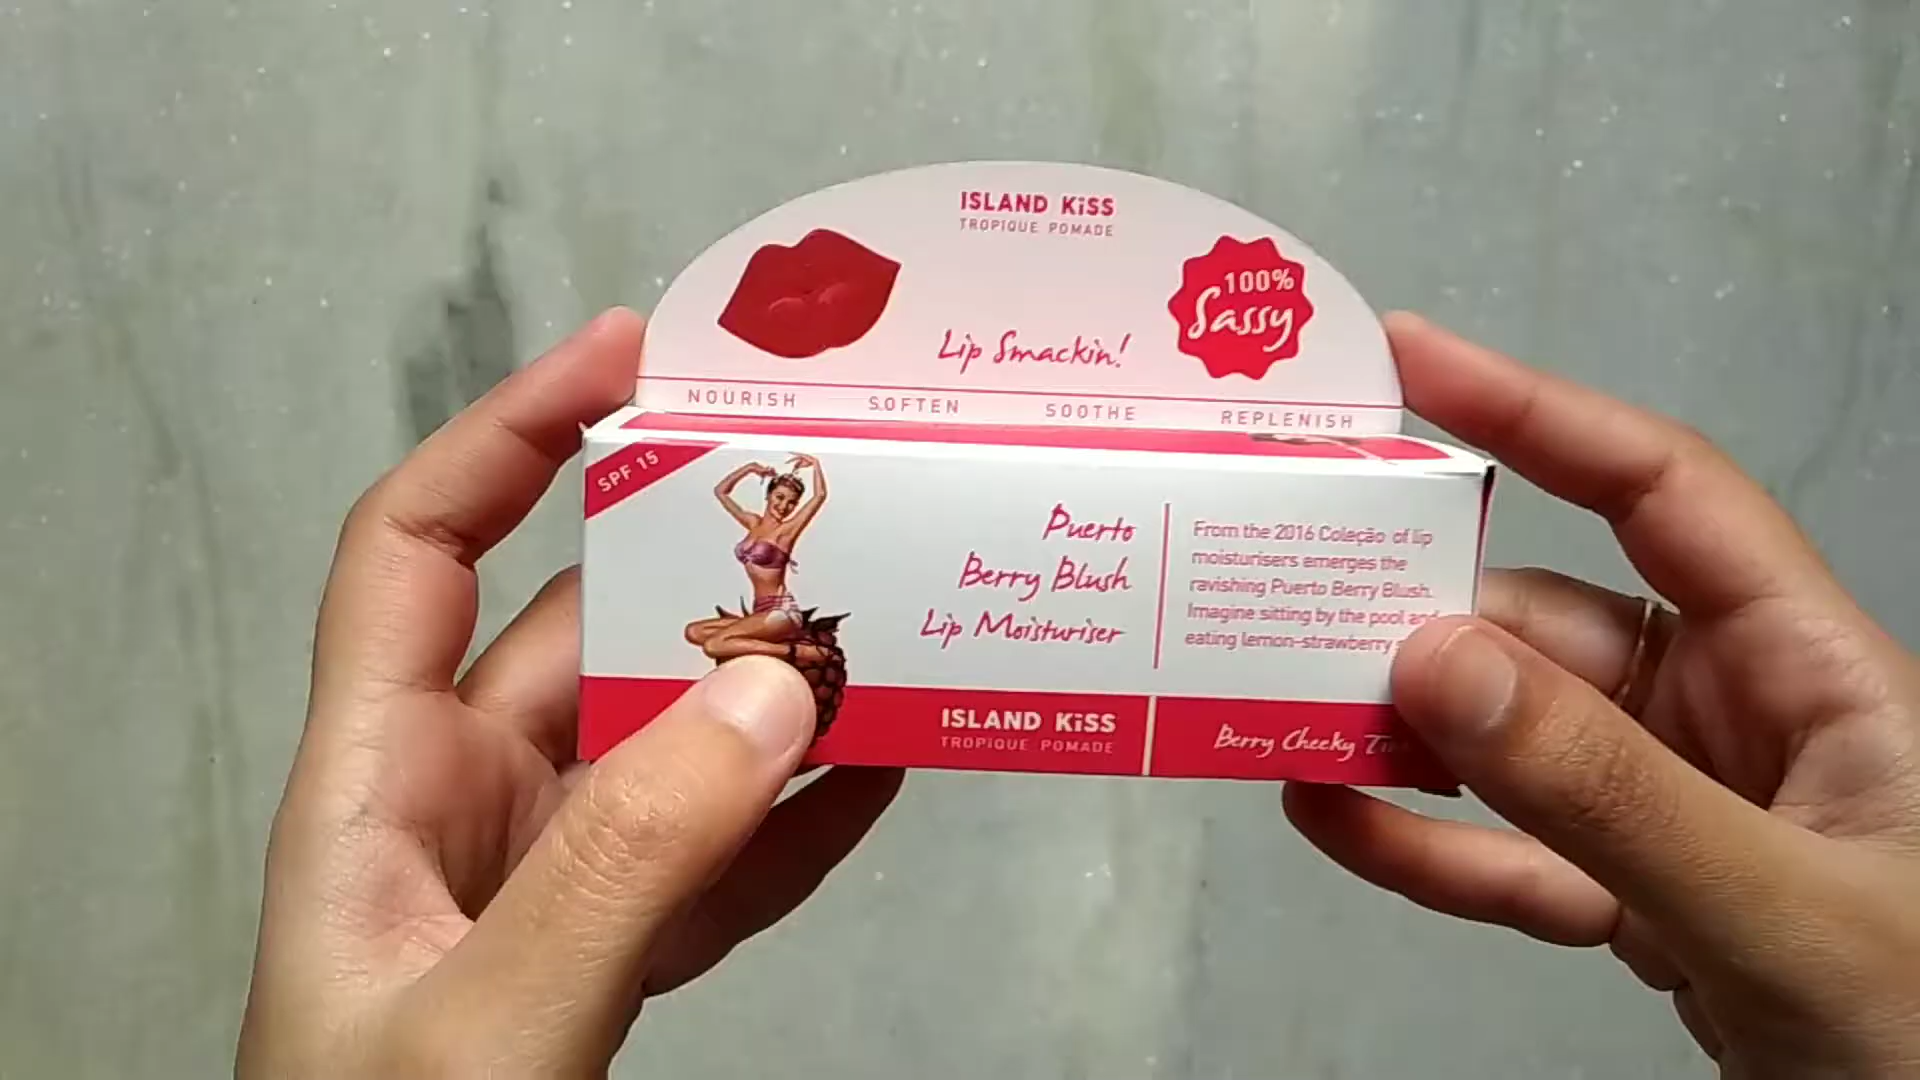 ISLAND KiSS
TROPIQUE POMADE
100%
Sassy
Lip Smackin!
NOURISH SOFTEN SOOTHE REPLENISH
SPF 15
Puerto
Berry Blush
Lip Moisturiser
From the 2016 Coleção of lip
moisturisers emerges the
ravishing Puerto Berry Blush.
Imagine sitting by the pool and
eating lemon-strawberry
ISLAND KiSS
TROPIQUE POMADE
Berry Cheeky